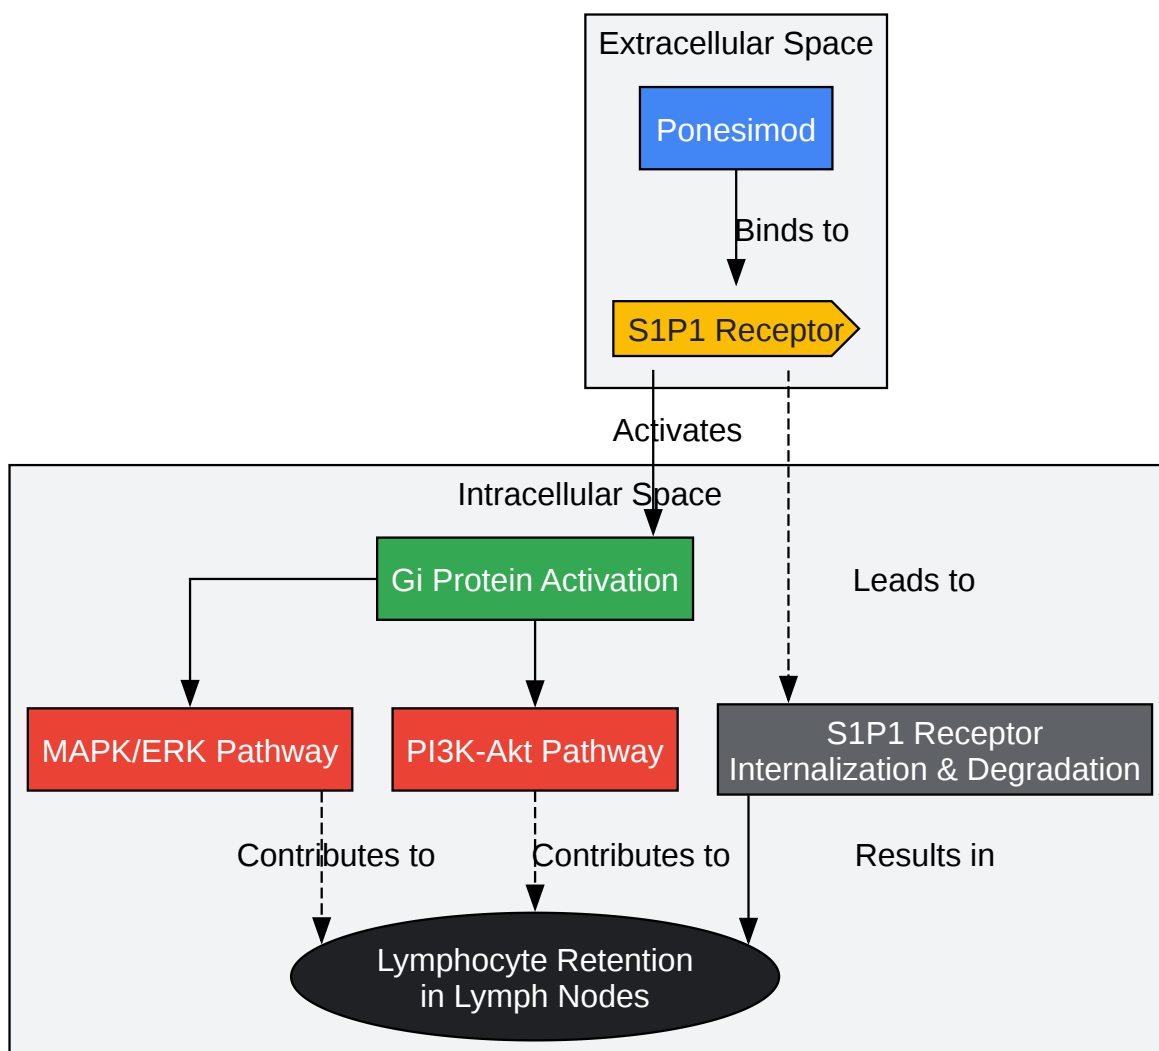 Extracellular Space
Ponesimod
Binds to
S1P1 Receptor
Activates
Intracellular Space
Gi Protein Activation
Leads to
MAPK/ERK Pathway
PI3K-Akt Pathway
S1P1 Receptor
Internalization & Degradation
Contributes to
Contributes to
Results in
Lymphocyte Retention
in Lymph Nodes